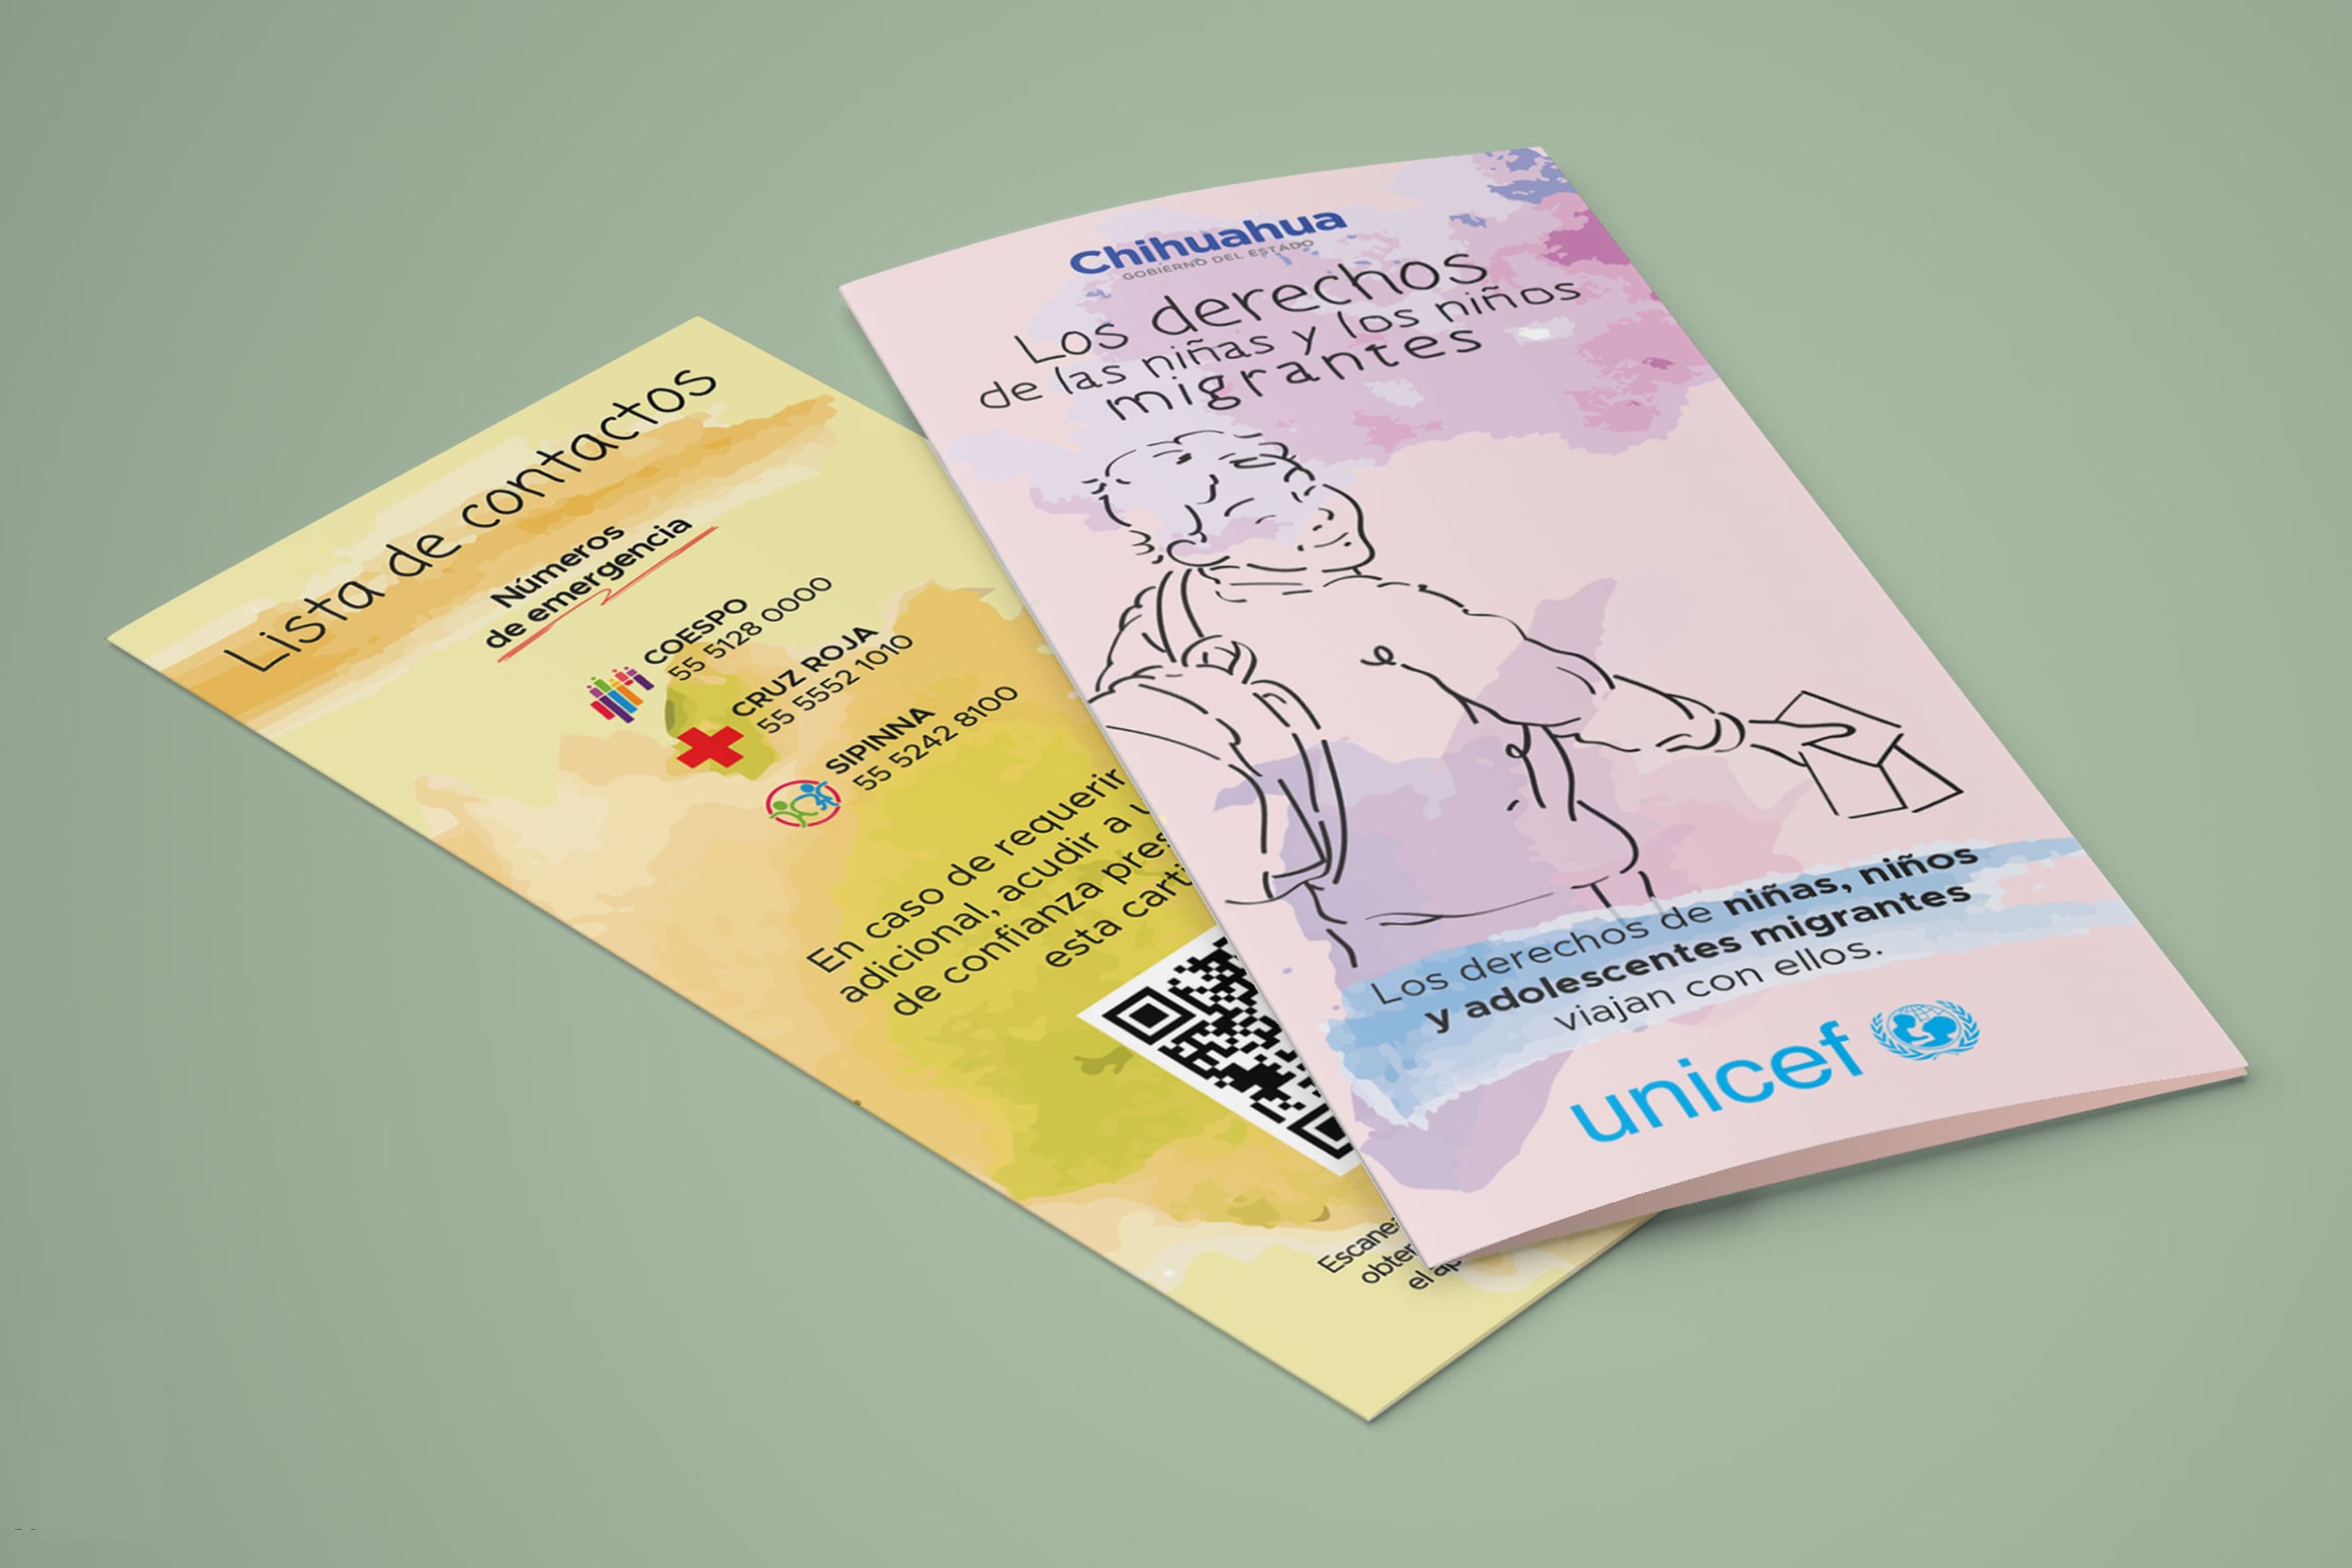 Lista de contactos
Números
de emergencia
COESPO
55 5128 0000
CRUZ ROJA
55 5552 1010
SIPINNA
55 5242 8100
En caso de requerir
adicional, acudir a
de confianza
esta
el
Chihuahua
GOBIERNO DEL ESTADO
Los derechos
de las niñas y los niños
migrantes
Los derechos de niñas, niños
y adolescentes migrantes
viajan con ellos.
unicef